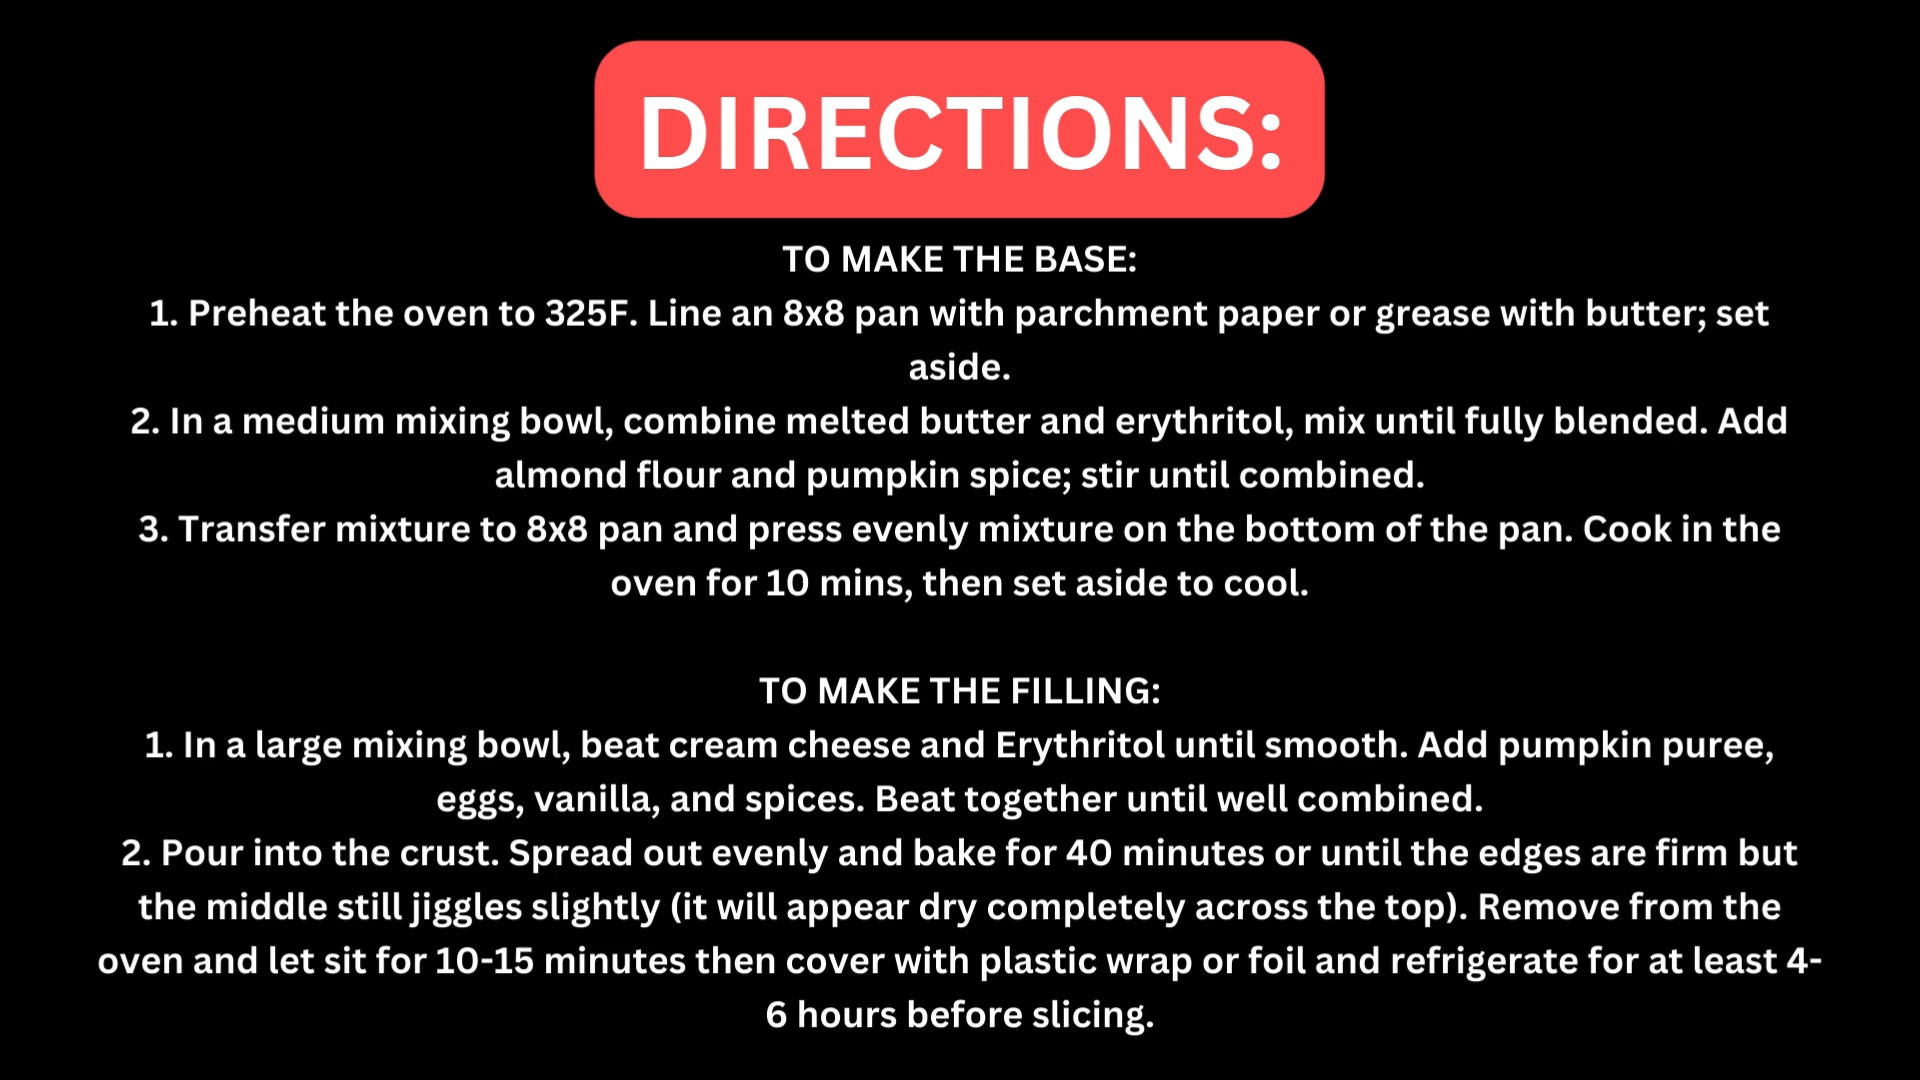 DIRECTIONS:
TO MAKE THE BASE:
1. Preheat the oven to 325F. Line an 8x8 pan with parchment paper or grease with butter; set
aside.
2. In a medium mixing bowl, combine melted butter and erythritol, mix until fully blended. Add
almond flour and pumpkin spice; stir until combined.
3. Transfer mixture to 8x8 pan and press evenly mixture on the bottom of the pan. Cook in the
oven for 10 mins, then set aside to cool.
TO MAKE THE FILLING:
1. In a large mixing bowl, beat cream cheese and Erythritol until smooth. Add pumpkin puree,
eggs, vanilla, and spices. Beat together until well combined.
2. Pour into the crust. Spread out evenly and bake for 40 minutes or until the edges are firm but
the middle still jiggles slightly (it will appear dry completely across the top). Remove from the
oven and let sit for 10-15 minutes then cover with plastic wrap or foil and refrigerate for at least 4-
6 hours before slicing.